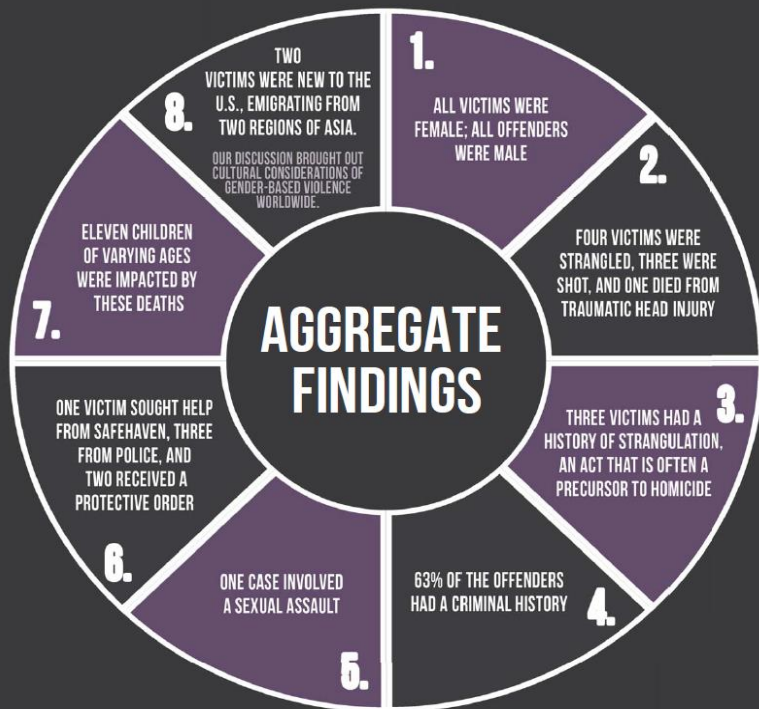 AGGREGATE
FINDINGS
1.
ALL VICTIMS WERE
FEMALE; ALL OFFENDERS
WERE MALE
2.
FOUR VICTIMS WERE
STRANGLED, THREE WERE
SHOT, AND ONE DIED FROM
TRAUMATIC HEAD INJURY
3.
THREE VICTIMS HAD A
HISTORY OF STRANGULATION,
AN ACT THAT IS OFTEN A
PRECURSOR TO HOMICIDE
4.
63% OF THE OFFENDERS
HAD A CRIMINAL HISTORY
5.
ONE CASE INVOLVED
A SEXUAL ASSAULT
6.
ONE VICTIM SOUGHT HELP
FROM SAFEHAVEN, THREE
FROM POLICE, AND
TWO RECEIVED A
PROTECTIVE ORDER
7.
ELEVEN CHILDREN
OF VARYING AGES
WERE IMPACTED BY
THESE DEATHS
8.
TWO
VICTIMS WERE NEW TO THE
U.S., EMIGRATING FROM
TWO REGIONS OF ASIA.
OUR DISCUSSION BROUGHT OUT
CULTURAL CONSIDERATIONS OF
GENDER-BASED VIOLENCE
WORLDWIDE.